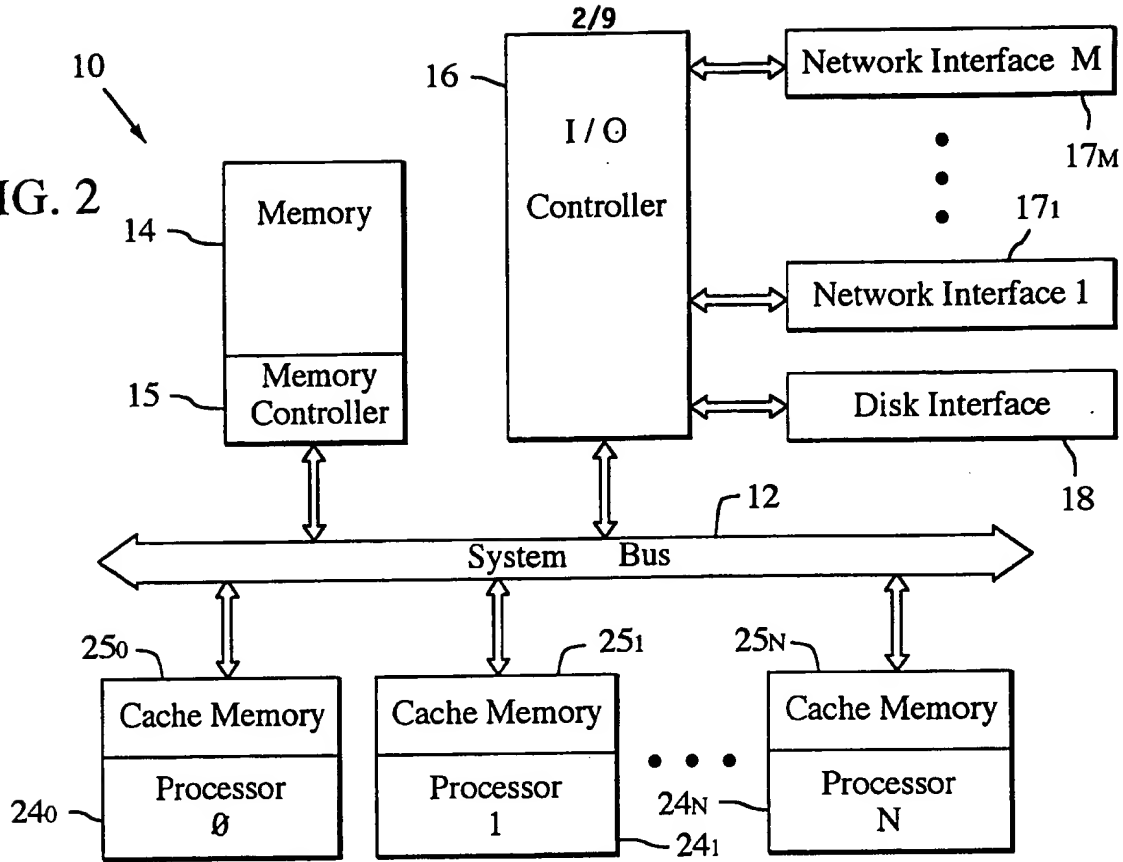 2/9
10
16
Network Interface M
17M
I / O
Controller
IG. 2
14
Memory
171
Network Interface 1
15
Memory
Controller
Disk Interface
18
12
System Bus
250
251
25N
Cache Memory
Cache Memory
Cache Memory
Processor
0
Processor
1
Processor
N
240
241
24N